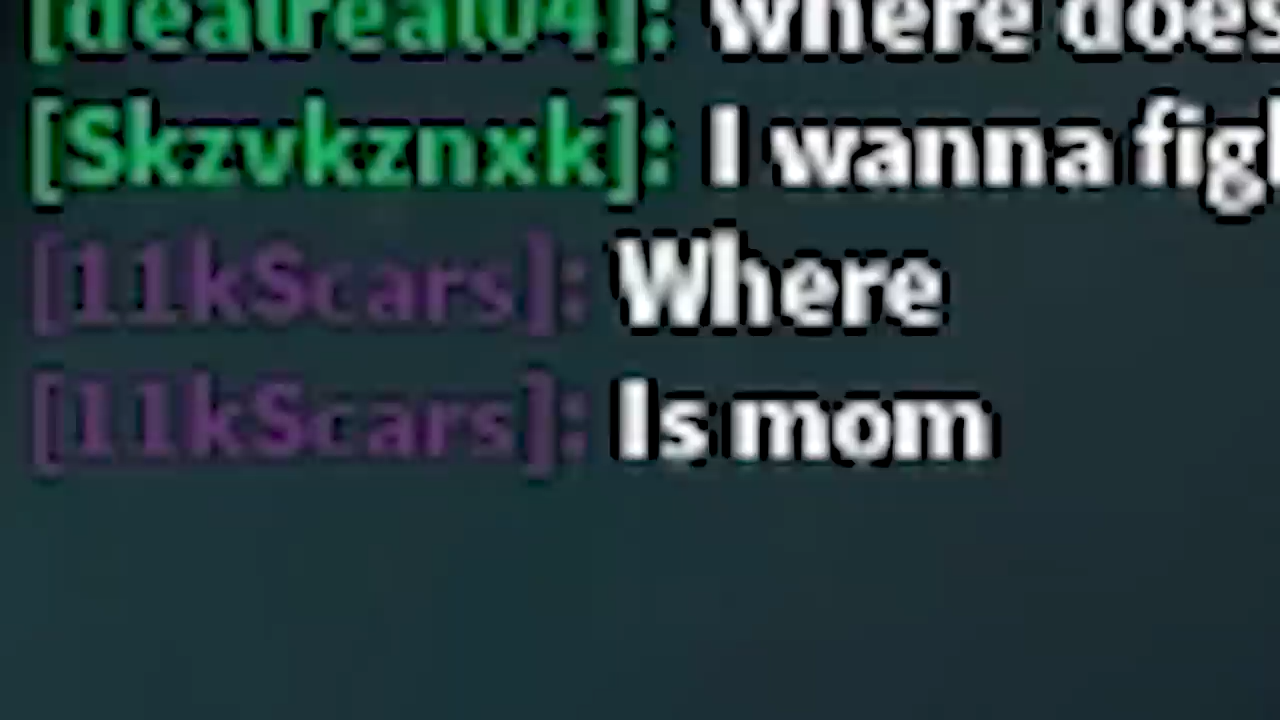 where does
[Skzvkznxk]: I wanna
[11kScars]: Where
[11kScars]: Is mom